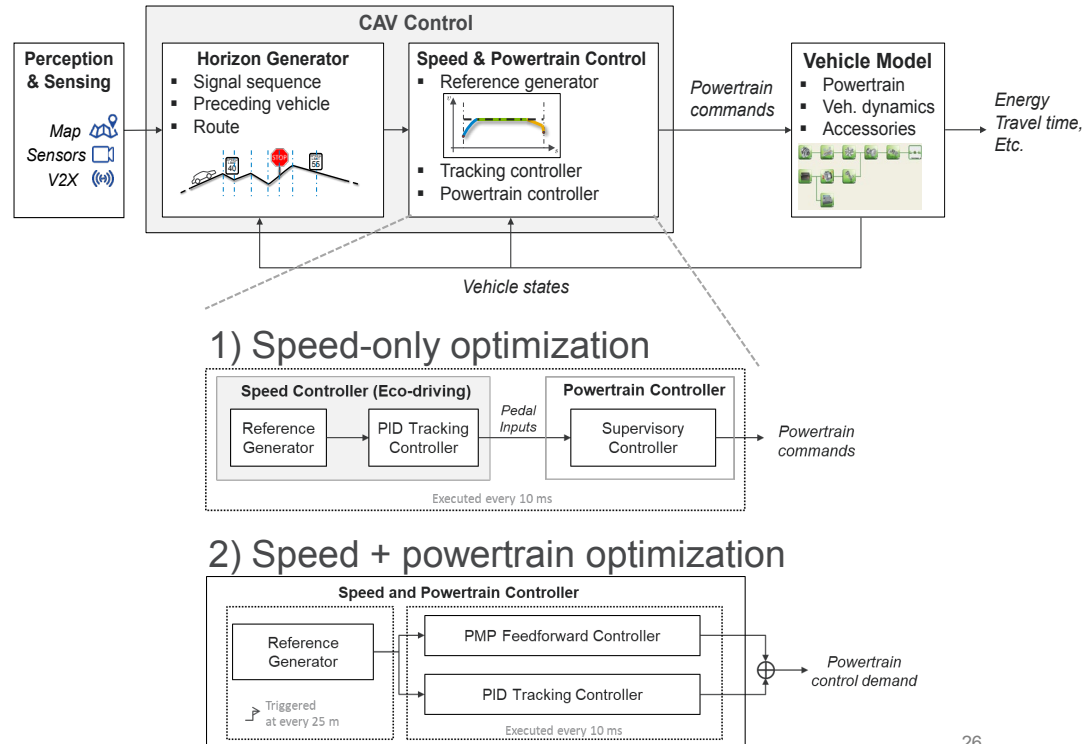 CAV Control
Perception
& Sensing
Map
Sensors
V2X
Horizon Generator
▪ Signal sequence
▪ Preceding vehicle
▪ Route
40
STOP
55
Speed & Powertrain Control
▪ Reference generator
▪ Tracking controller
▪ Powertrain controller
Powertrain
commands
Vehicle Model
▪ Powertrain
▪ Veh. dynamics
▪ Accessories
Energy
Travel time,
Etc.
Vehicle states
1) Speed-only optimization
Speed Controller (Eco-driving)
Reference
Generator
PID Tracking
Controller
Pedal
Inputs
Powertrain Controller
Supervisory
Controller
Powertrain
commands
Executed every 10 ms
2) Speed + powertrain optimization
Speed and Powertrain Controller
Reference
Generator
Triggered
at every 25 m
PMP Feedforward Controller
PID Tracking Controller
Executed every 10 ms
Powertrain
control demand
26